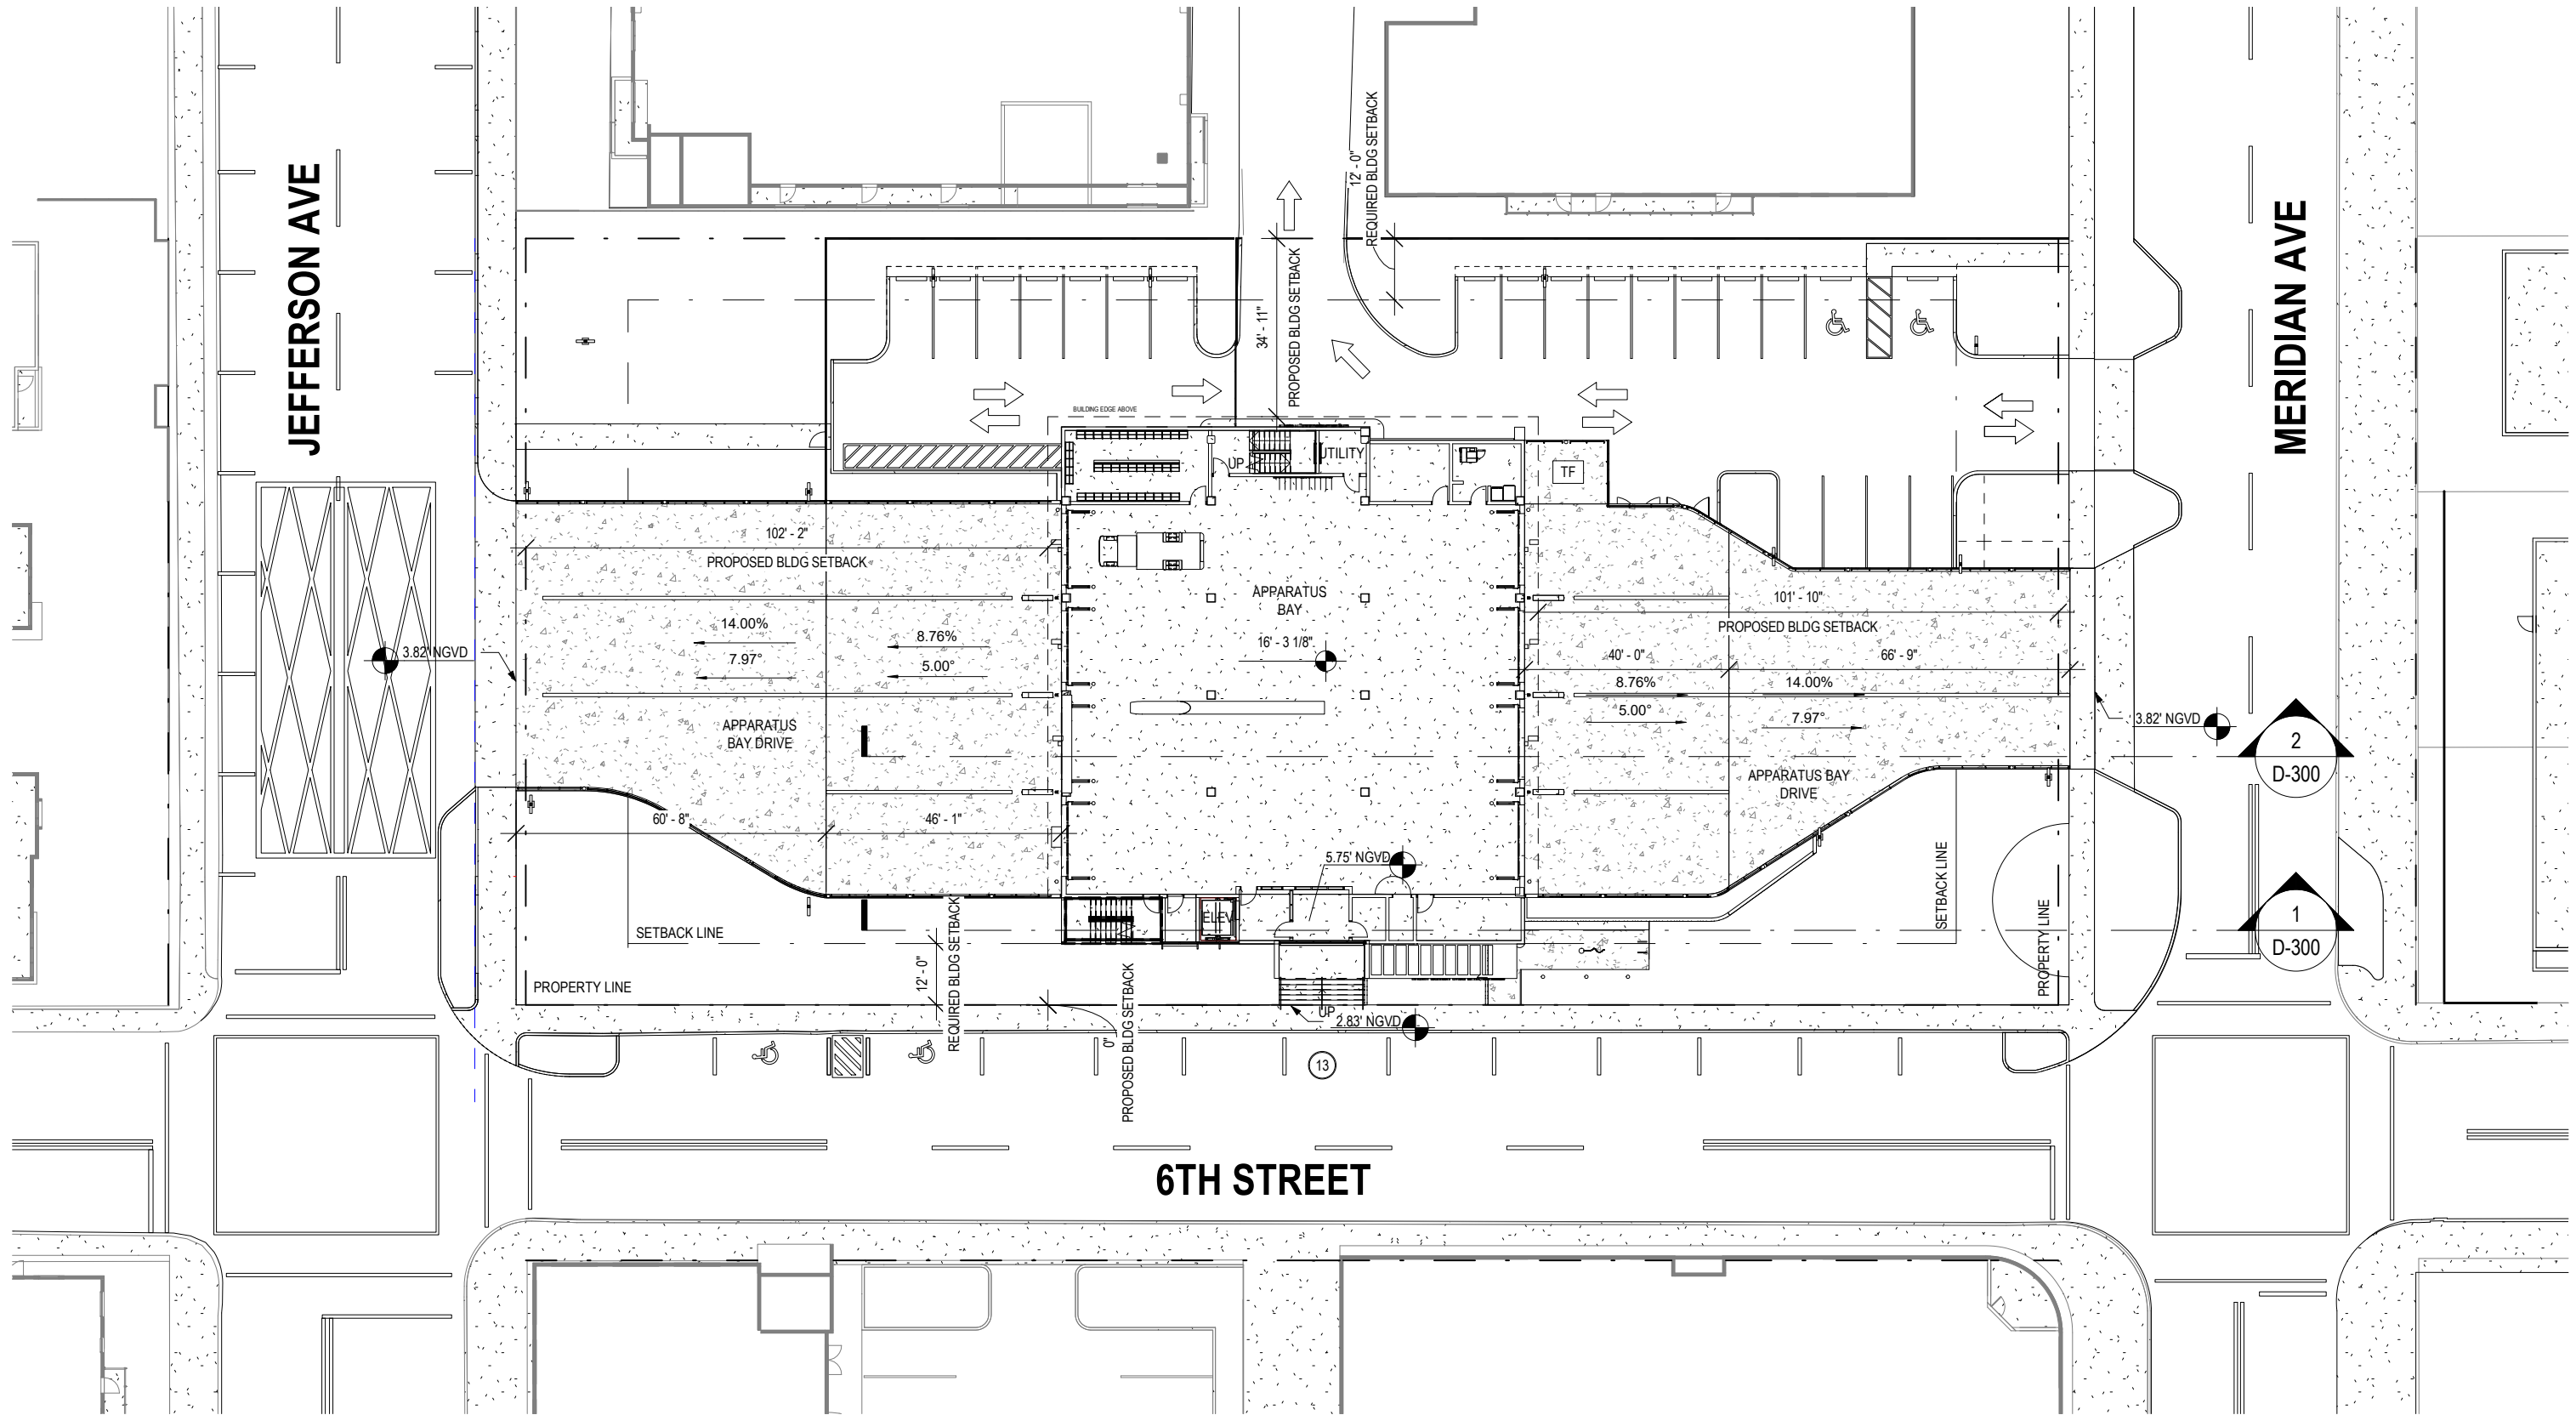 JEFFERSON AVE
MERIDIAN AVE
12' - 0"
REQUIRED BLDG SETBACK
34' - 11"
PROPOSED BLDG SETBACK
BUILDING EDGE ABOVE
UP
UTILITY
TF
102' - 2"
PROPOSED BLDG SETBACK
APPARATUS
BAY
16' - 3 1/8"
101' - 10"
PROPOSED BLDG SETBACK
14.00%
7.97°
8.76%
5.00°
3.82' NGVD
40' - 0"
66' - 9"
8.76%
5.00°
14.00%
7.97°
3.82' NGVD
APPARATUS
BAY DRIVE
APPARATUS BAY
DRIVE
2
D-300
60' - 8"
46' - 1"
5.75' NGVD
ELEV.
SETBACK LINE
SETBACK LINE
PROPERTY LINE
1
D-300
PROPERTY LINE
12' - 0"
REQUIRED BLDG SETBACK
0"
PROPOSED BLDG SETBACK
UP
2.83' NGVD
13
6TH STREET